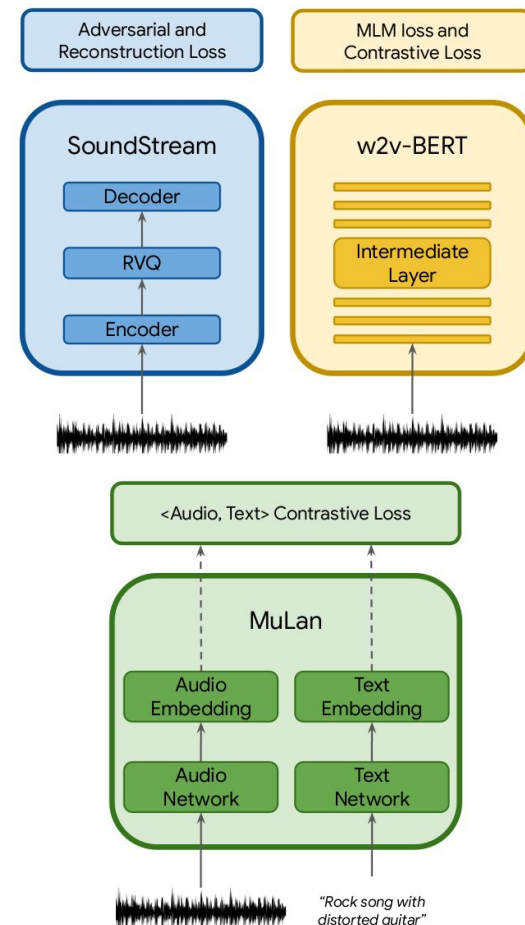 Adversarial and
Reconstruction Loss
MLM loss and
Contrastive Loss
SoundStream
Decoder
RVQ
Encoder
w2v-BERT
Intermediate
Layer
<Audio, Text> Contrastive Loss
MuLan
Audio
Embedding
Text
Embedding
Audio
Network
Text
Network
"Rock song with
distorted guitar"